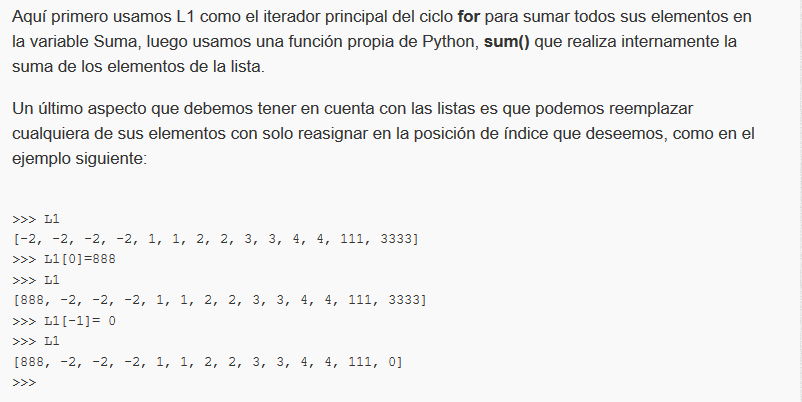 Aquí primero usamos L1 como el iterador principal del ciclo for para sumar todos sus elementos en
la variable Suma, luego usamos una función propia de Python, sum() que realiza internamente la
suma de los elementos de la lista.
Un último aspecto que debemos tener en cuenta con las listas es que podemos reemplazar
cualquiera de sus elementos con solo reasignar en la posición de índice que deseemos, como en el
ejemplo siguiente:
>>> L1
[-2, -2, -2, -2, 1, 1, 2, 2, 3, 3, 4, 4, 111, 3333]
>>> L1[0]=888
>>> L1
[888, -2, -2, -2, 1, 1, 2, 2, 3, 3, 4, 4, 111, 3333]
>>> L1[-1]= 0
>>> L1
[888, -2, -2, -2, 1, 1, 2, 2, 3, 3, 4, 4, 111, 0]
>>>